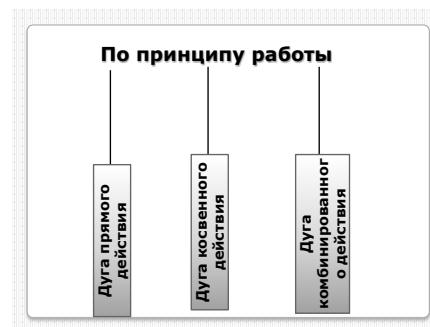 По принципу работы
Дуга прямого
действия
Дуга косвенного
действия
Дуга
комбинированног
о действия